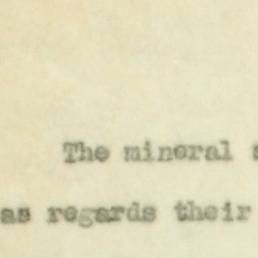 The mineral
as regards their